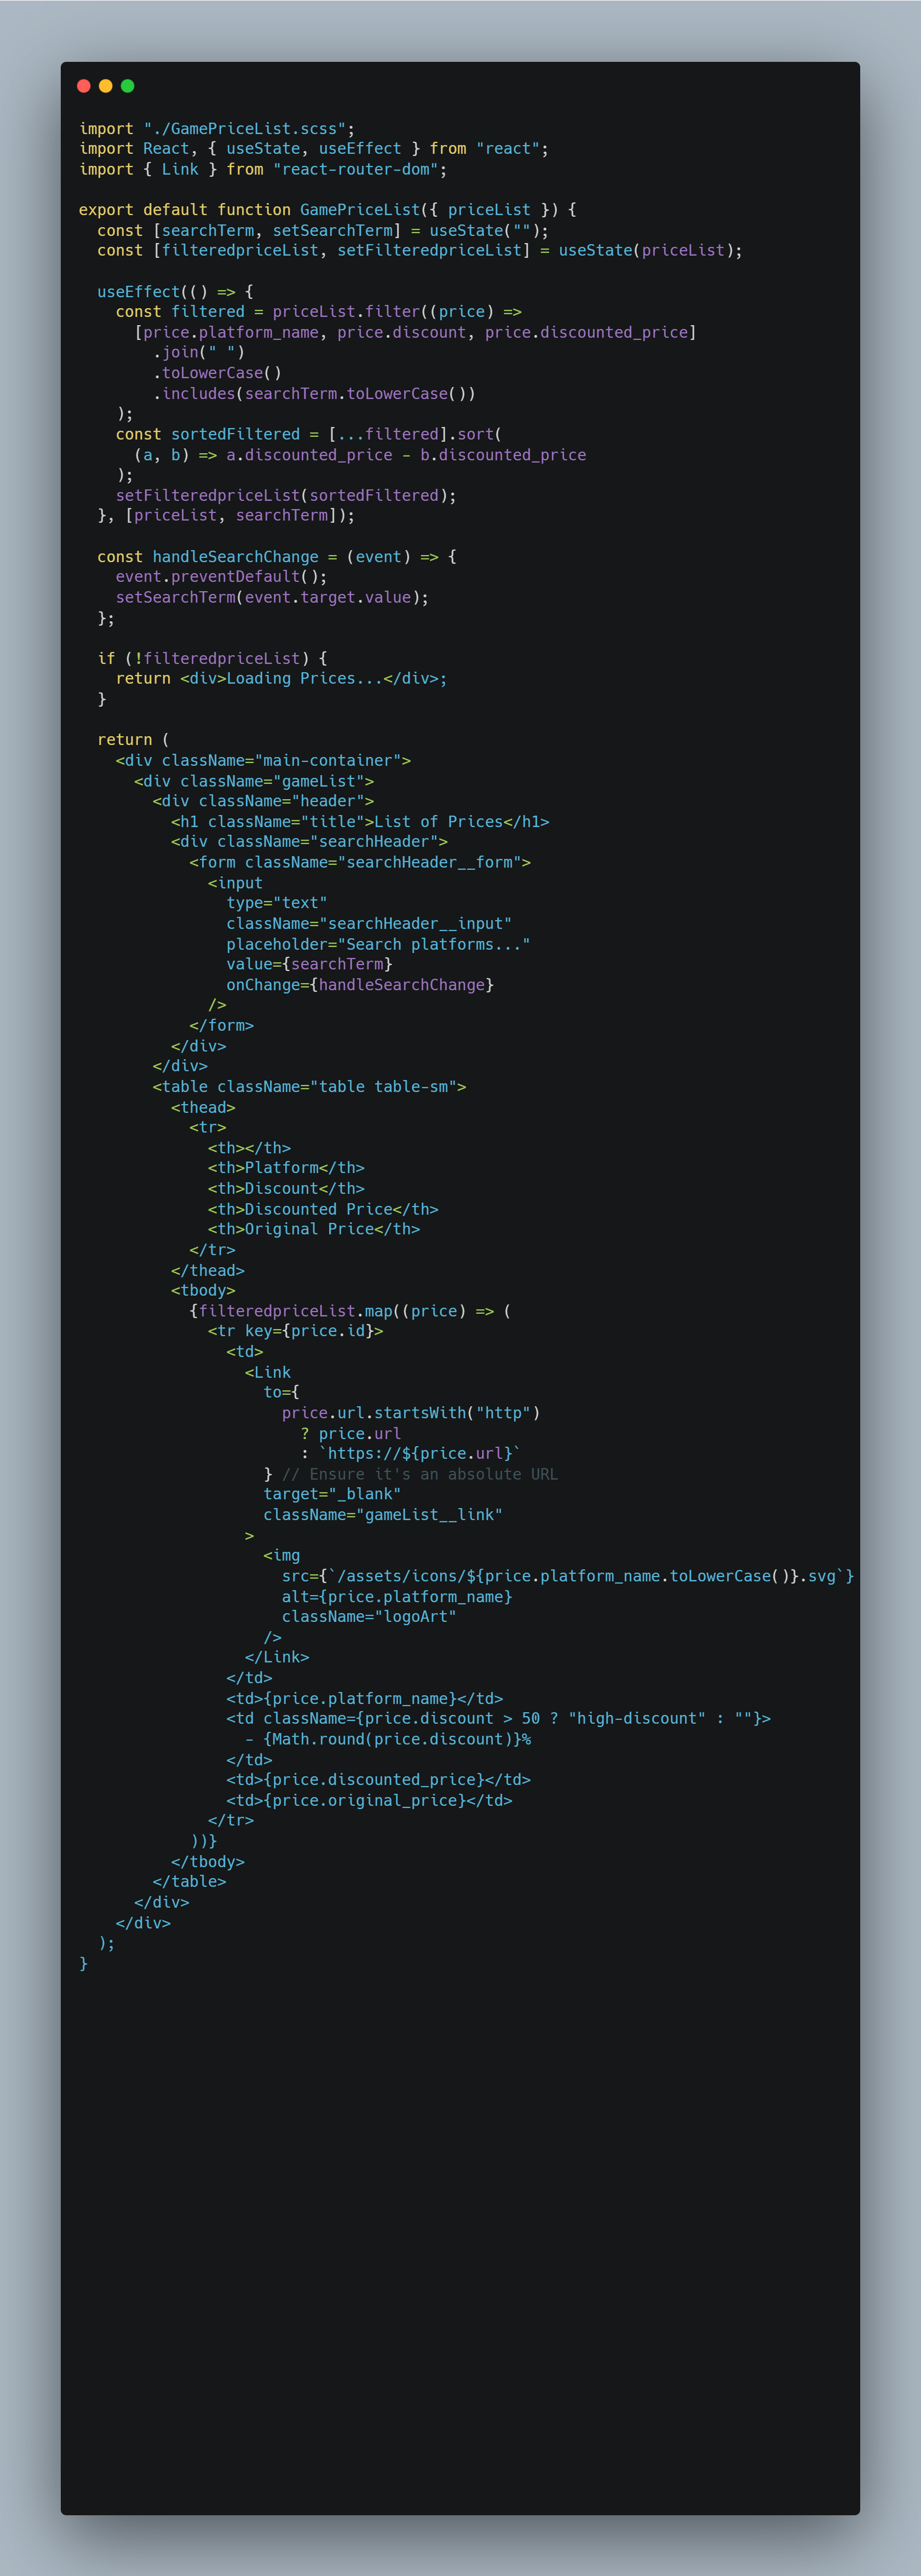 import "./GamePriceList.scss";
import React, { useState, useEffect } from "react";
import { Link } from "react-router-dom";

export default function GamePriceList({ priceList }) {
  const [searchTerm, setSearchTerm] = useState("");
  const [filteredpriceList, setFilteredpriceList] = useState(priceList);

  useEffect(() => {
    const filtered = priceList.filter((price) =>
      [price.platform_name, price.discount, price.discounted_price]
        .join(" ")
        .toLowerCase()
        .includes(searchTerm.toLowerCase())
    );
    const sortedFiltered = [...filtered].sort(
      (a, b) => a.discounted_price - b.discounted_price
    );
    setFilteredpriceList(sortedFiltered);
  }, [priceList, searchTerm]);

  const handleSearchChange = (event) => {
    event.preventDefault();
    setSearchTerm(event.target.value);
  };

  if (!filteredpriceList) {
    return <div>Loading Prices...</div>;
  }

  return (
    <div className="main-container">
      <div className="gameList">
        <div className="header">
          <h1 className="title">List of Prices</h1>
          <div className="searchHeader">
            <form className="searchHeader__form">
              <input
                type="text"
                className="searchHeader__input"
                placeholder="Search platforms..."
                value={searchTerm}
                onChange={handleSearchChange}
              />
            </form>
          </div>
        </div>
        <table className="table table-sm">
          <thead>
            <tr>
              <th></th>
              <th>Platform</th>
              <th>Discount</th>
              <th>Discounted Price</th>
              <th>Original Price</th>
            </tr>
          </thead>
          <tbody>
            {filteredpriceList.map((price) => (
              <tr key={price.id}>
                <td>
                  <Link
                    to={
                      price.url.startsWith("http")
                        ? price.url
                        : `https://${price.url}`
                    } // Ensure it's an absolute URL
                    target="_blank"
                    className="gameList__link"
                  >
                    <img
                      src={`/assets/icons/${price.platform_name.toLowerCase()}.svg`}
                      alt={price.platform_name}
                      className="logoArt"
                    />
                  </Link>
                </td>
                <td>{price.platform_name}</td>
                <td className={price.discount > 50 ? "high-discount" : ""}>
                  - {Math.round(price.discount)}%
                </td>
                <td>{price.discounted_price}</td>
                <td>{price.original_price}</td>
              </tr>
            ))}
          </tbody>
        </table>
      </div>
    </div>
  );
}